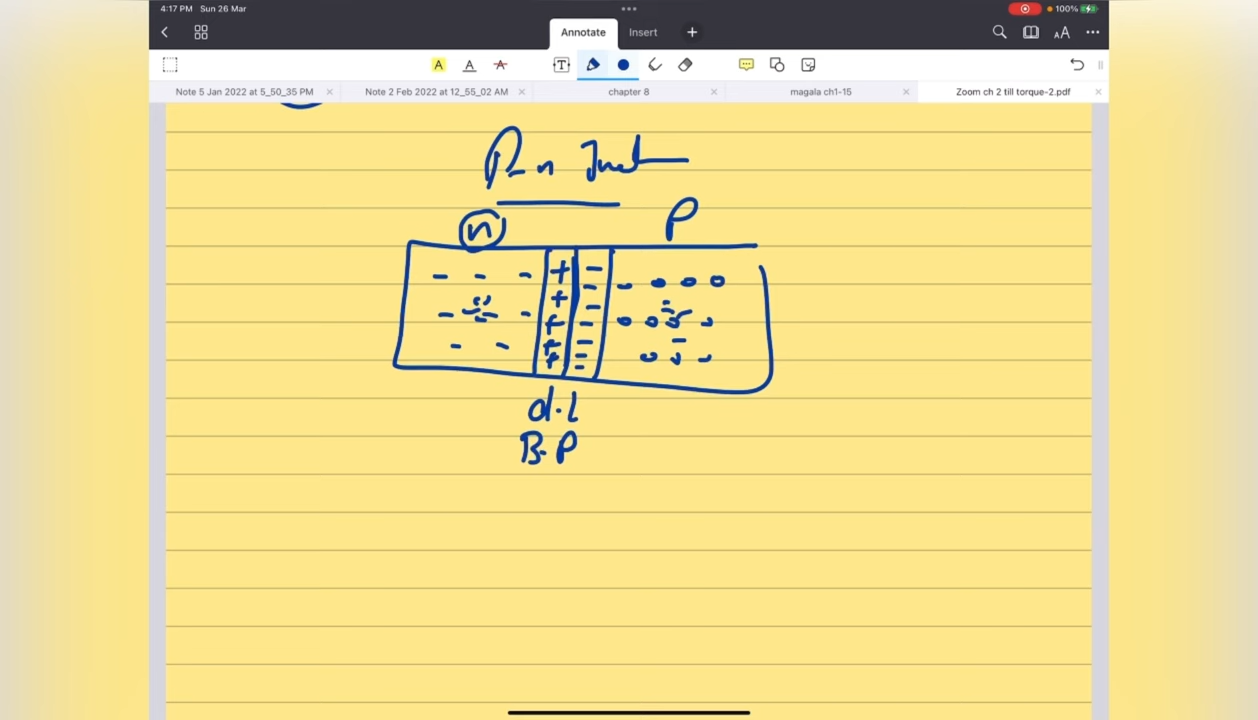 4:17 PM Sun 26 Mar
100%
Annotate Insert
A A A T AA
Note 5 Jan 2022 at 5_50_35 PM Note 2 Feb 2022 at 12_55_02 AM chapter 8 magala ch1-15 Zoom ch 2 till torque-2.pdf
P-n Junct
n P
+ -
d.l
B.P